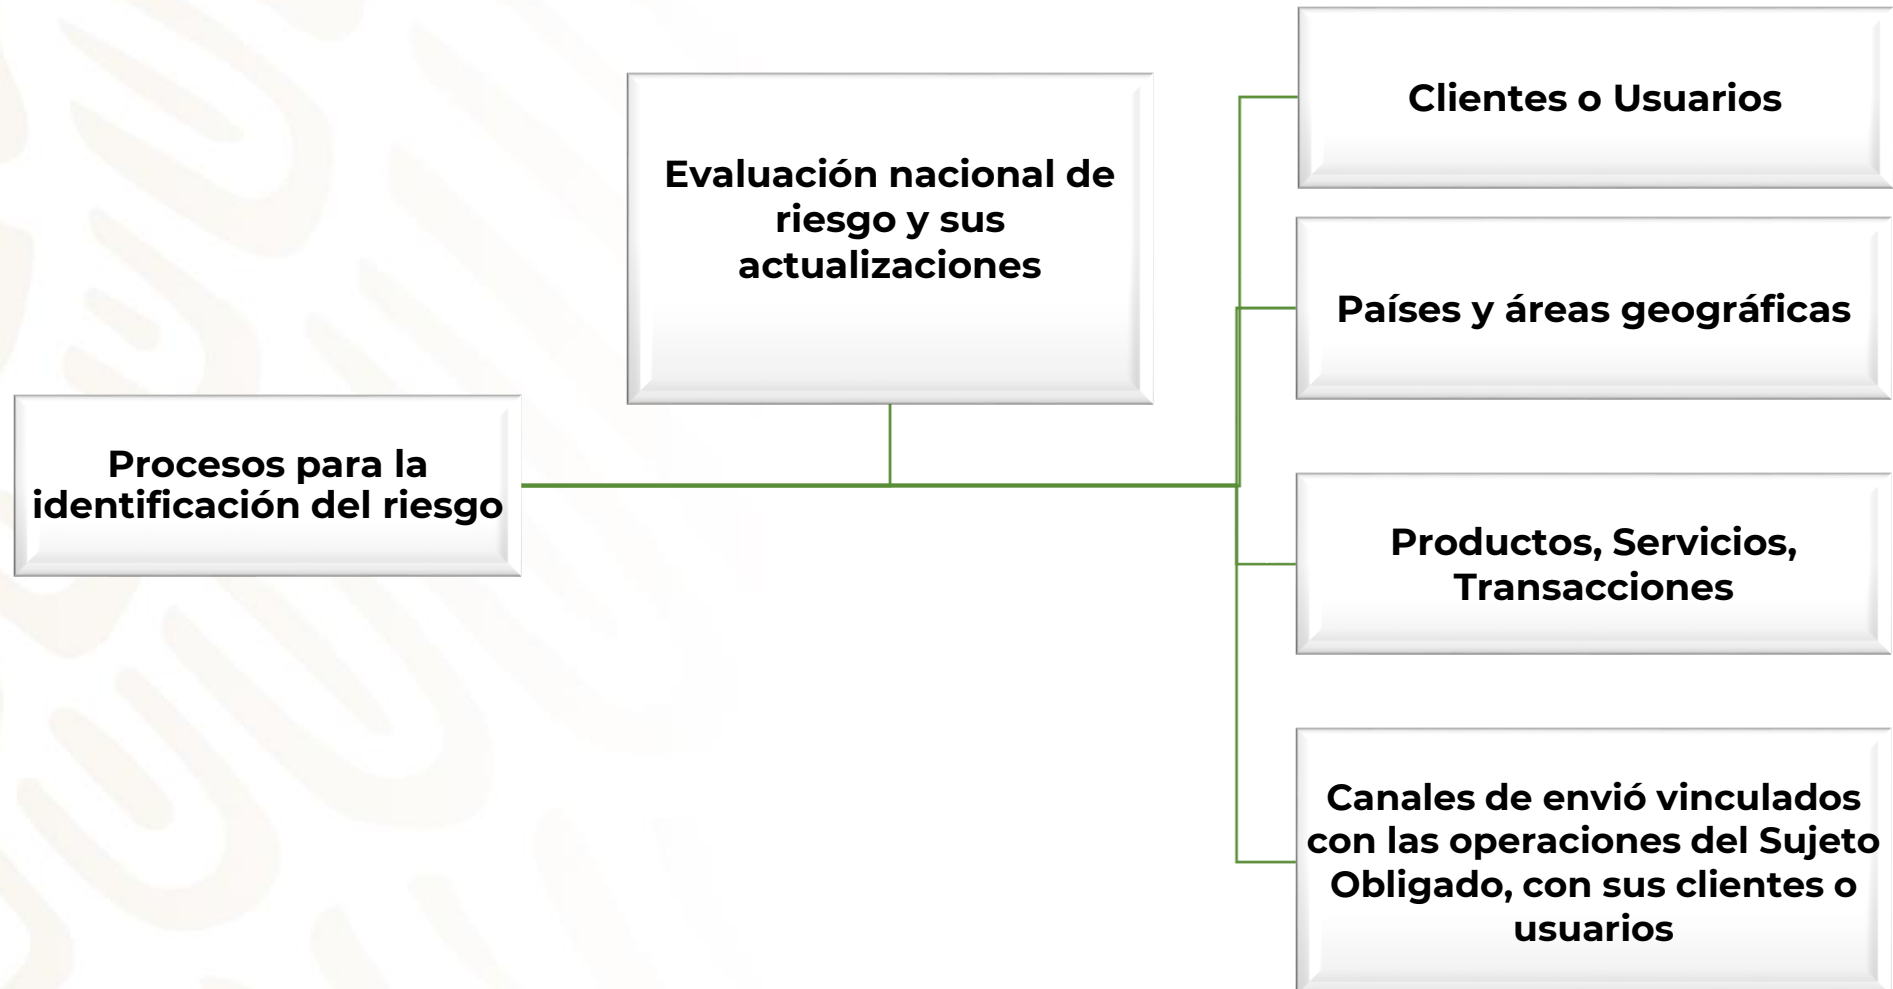 Procesos para la
identificación del riesgo
Evaluación nacional de
riesgo y sus
actualizaciones
Clientes o Usuarios
Países y áreas geográficas
Productos, Servicios,
Transacciones
Canales de envió vinculados
con las operaciones del Sujeto
Obligado, con sus clientes o
usuarios